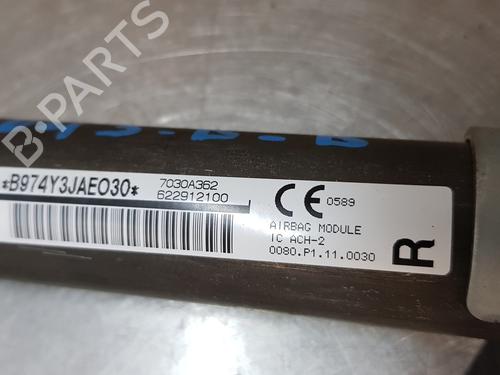 B-PARTS
*B974Y3JAE030*
7030A362
622912100
CE 0589
AIRBAG MODULE
IC ACH-2
0080.P1.11.0030
R